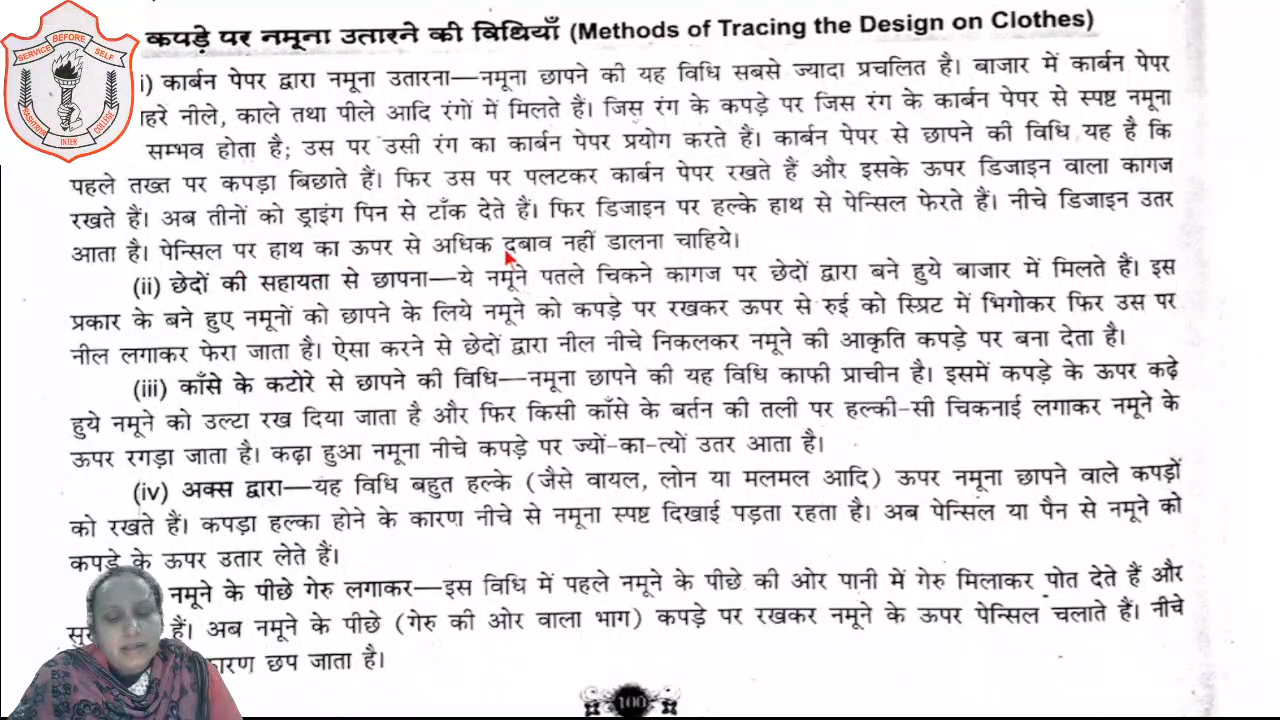 कपड़े पर नमूना उतारने की विधियाँ (Methods of Tracing the Design on Clothes)
i) कार्बन पेपर द्वारा नमूना उतारना—नमूना छापने की यह विधि सबसे ज्यादा प्रचलित है। बाजार में कार्बन पेपर
हरे नीले, काले तथा पीले आदि रंगों में मिलते हैं। जिस रंग के कपड़े पर जिस रंग के कार्बन पेपर से स्पष्ट नमूना
सम्भव होता है; उस पर उसी रंग का कार्बन पेपर प्रयोग करते हैं। कार्बन पेपर से छापने की विधि यह है कि
पहले तख्त पर कपड़ा बिछाते हैं। फिर उस पर पलटकर कार्बन पेपर रखते हैं और इसके ऊपर डिजाइन वाला कागज
रखते हैं। अब तीनों को ड्राइंग पिन से टाँक देते हैं। फिर डिजाइन पर हल्के हाथ से पेन्सिल फेरते हैं। नीचे डिजाइन उतर
आता है। पेन्सिल पर हाथ का ऊपर से अधिक दबाव नहीं डालना चाहिये।
(ii) छेदों की सहायता से छापना—ये नमूने पतले चिकने कागज पर छेदों द्वारा बने हुये बाजार में मिलते हैं। इस
प्रकार के बने हुए नमूनों को छापने के लिये नमूने को कपड़े पर रखकर ऊपर से रुई को स्प्रिट में भिगोकर फिर उस पर
नील लगाकर फेरा जाता है। ऐसा करने से छेदों द्वारा नील नीचे निकलकर नमूने की आकृति कपड़े पर बना देता है।
(iii) काँसे के कटोरे से छापने की विधि—नमूना छापने की यह विधि काफी प्राचीन है। इसमें कपड़े के ऊपर कढ़े
हुये नमूने को उल्टा रख दिया जाता है और फिर किसी काँसे के बर्तन की तली पर हल्की-सी चिकनाई लगाकर नमूने के
ऊपर रगड़ा जाता है। कढ़ा हुआ नमूना नीचे कपड़े पर ज्यों-का-त्यों उतर आता है।
(iv) अक्स द्वारा—यह विधि बहुत हल्के (जैसे वायल, लोन या मलमल आदि) ऊपर नमूना छापने वाले कपड़ों
को रखते हैं। कपड़ा हल्का होने के कारण नीचे से नमूना स्पष्ट दिखाई पड़ता रहता है। अब पेन्सिल या पैन से नमूने को
कपड़े के ऊपर उतार लेते हैं।
नमूने के पीछे गेरु लगाकर—इस विधि में पहले नमूने के पीछे की ओर पानी में गेरु मिलाकर पोत देते हैं और
हैं। अब नमूने के पीछे (गेरु की ओर वाला भाग) कपड़े पर रखकर नमूने के ऊपर पेन्सिल चलाते हैं। नीचे
कारण छप जाता है।
100
SERVICE BEFORE SELF
INTER COLLEGE